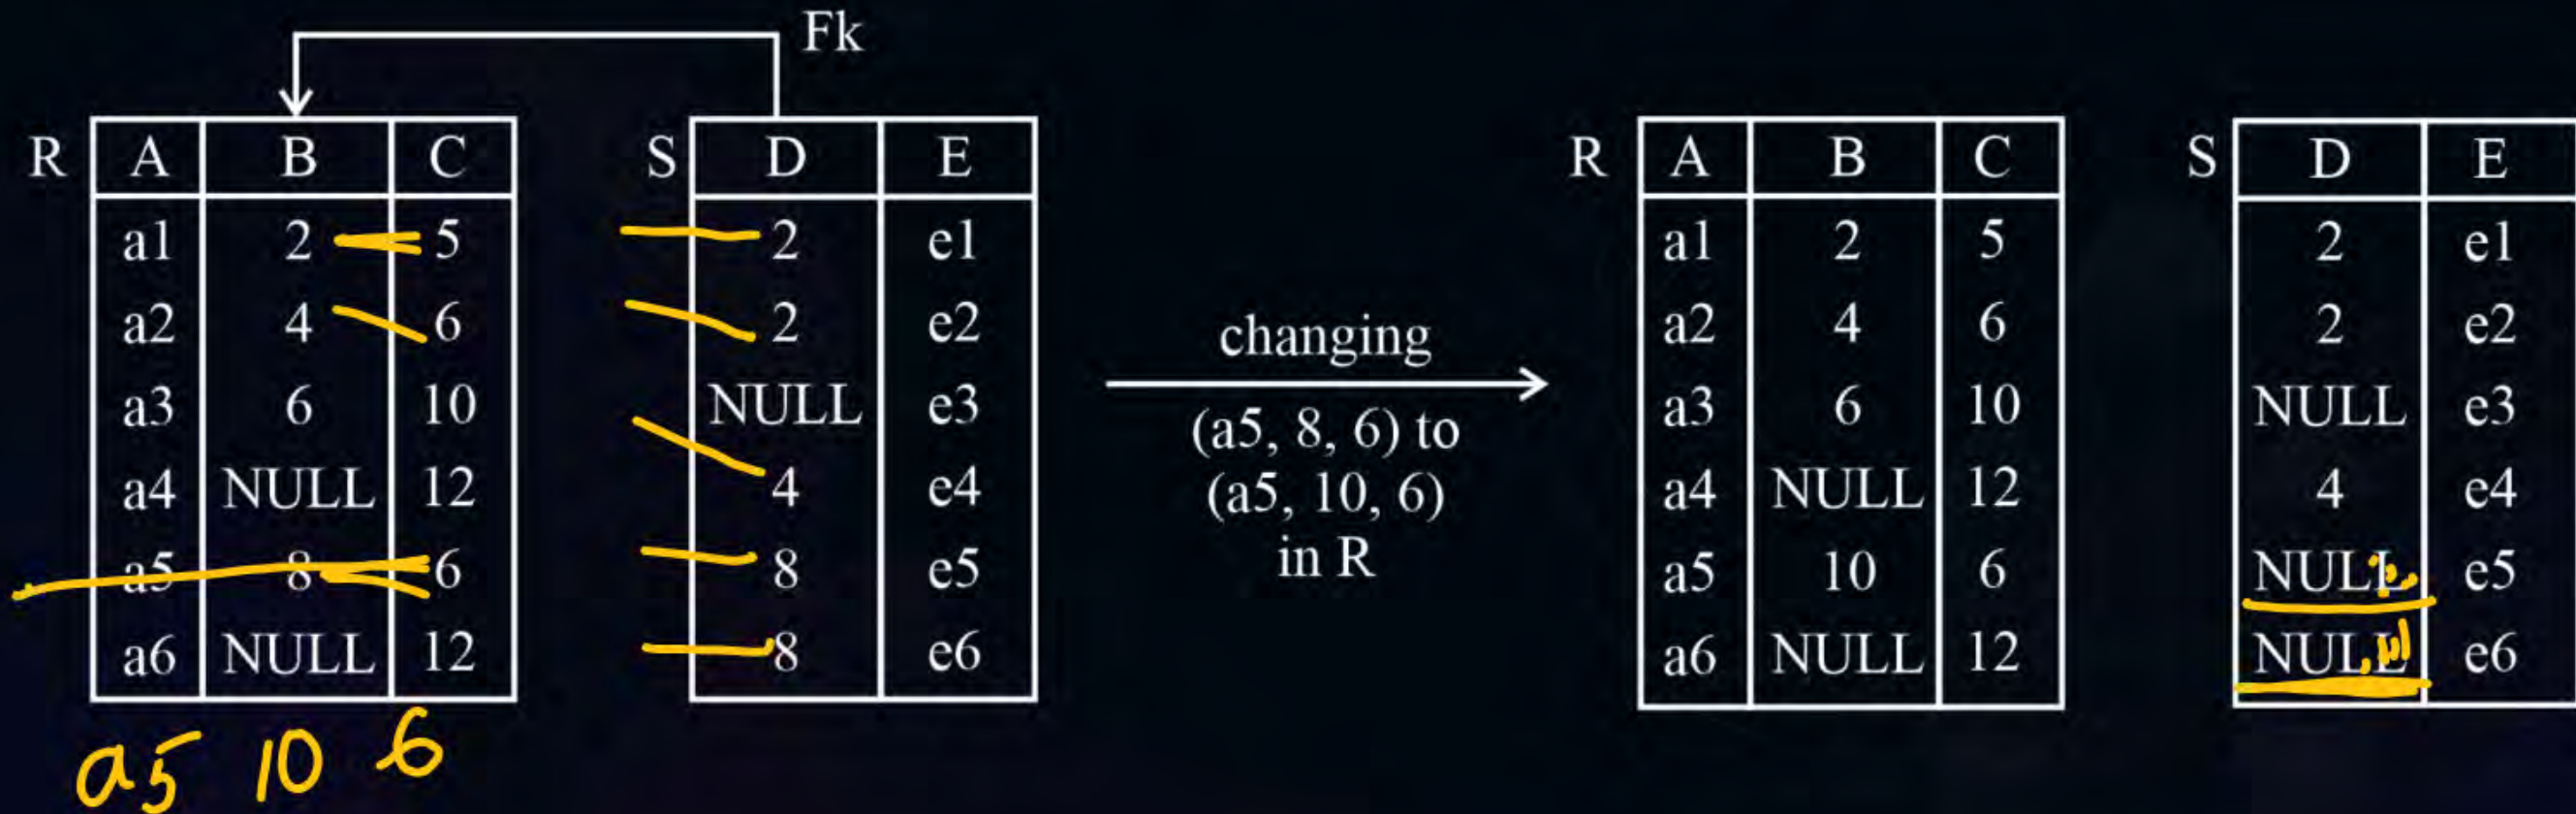 Fk
R A B C
a1 2 5
a2 4 6
a3 6 10
a4 NULL 12
a5 8 6
a6 NULL 12
a5 10 6
S D E
2 e1
2 e2
NULL e3
4 e4
8 e5
8 e6
changing
(a5, 8, 6) to
(a5, 10, 6)
in R
R A B C
a1 2 5
a2 4 6
a3 6 10
a4 NULL 12
a5 10 6
a6 NULL 12
S D E
2 e1
2 e2
NULL e3
4 e4
NULL e5
NULL e6